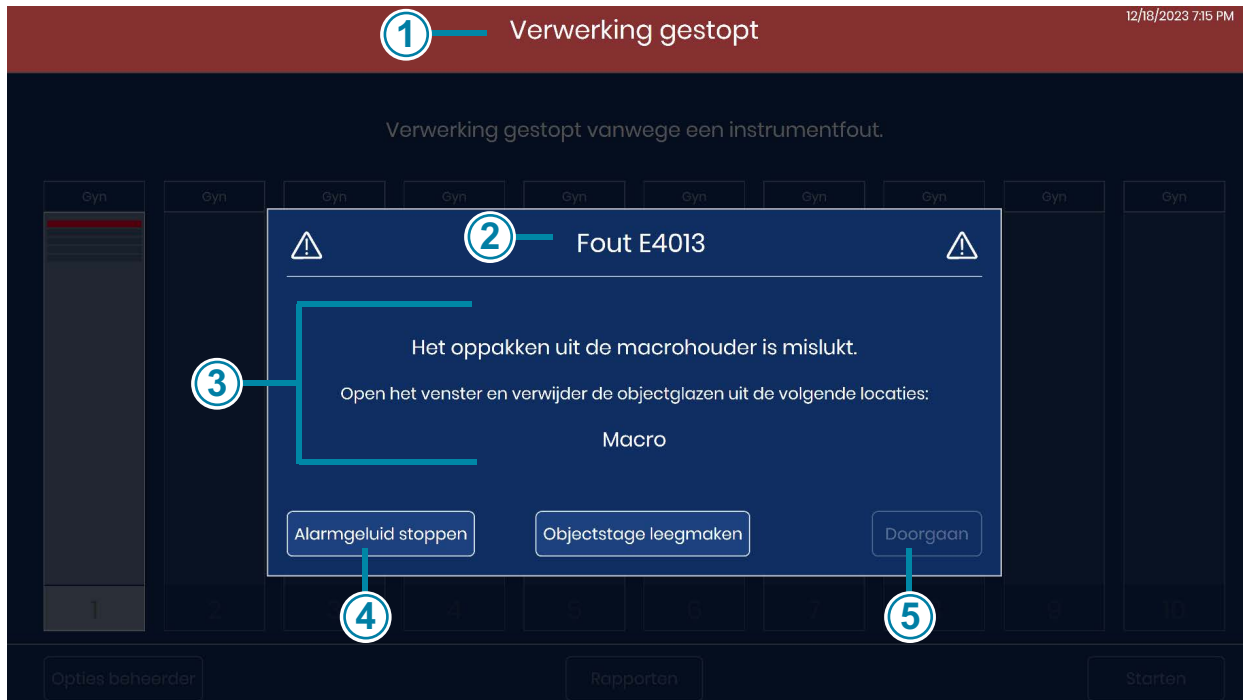 1 Verwerking gestopt
12/18/2023 7:15 PM
Verwerking gestopt vanwege een instrumentfout.
Gyn Gyn Gyn Gyn Gyn Gyn Gyn Gyn Gyn Gyn
2 Fout E4013
3
Het oppakken uit de macrohouder is mislukt.
Open het venster en verwijder de objectglazen uit de volgende locaties:
Macro
Alarmgeluid stoppen Objectstage leegmaken Doorgaan
4 5
1 2 3 4 5 6 9 10
Opties beheerder Rapporten Starten